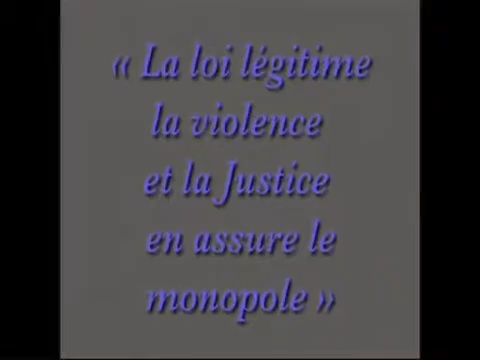 « La loi légitime
la violence
et la Justice
en assure le
monopole »